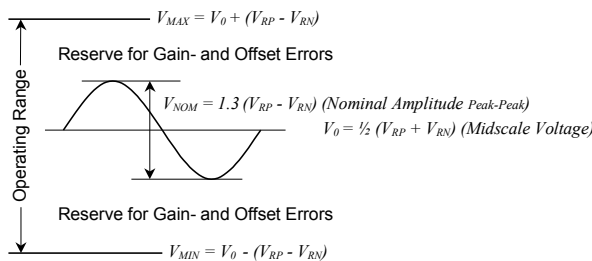 V_MAX = V_0 + (V_RP - V_RN)
Reserve for Gain- and Offset Errors
V_NOM = 1.3 (V_RP - V_RN) (Nominal Amplitude Peak-Peak)
V_0 = ½ (V_RP + V_RN) (Midscale Voltage)
Operating Range
Reserve for Gain- and Offset Errors
V_MIN = V_0 - (V_RP - V_RN)